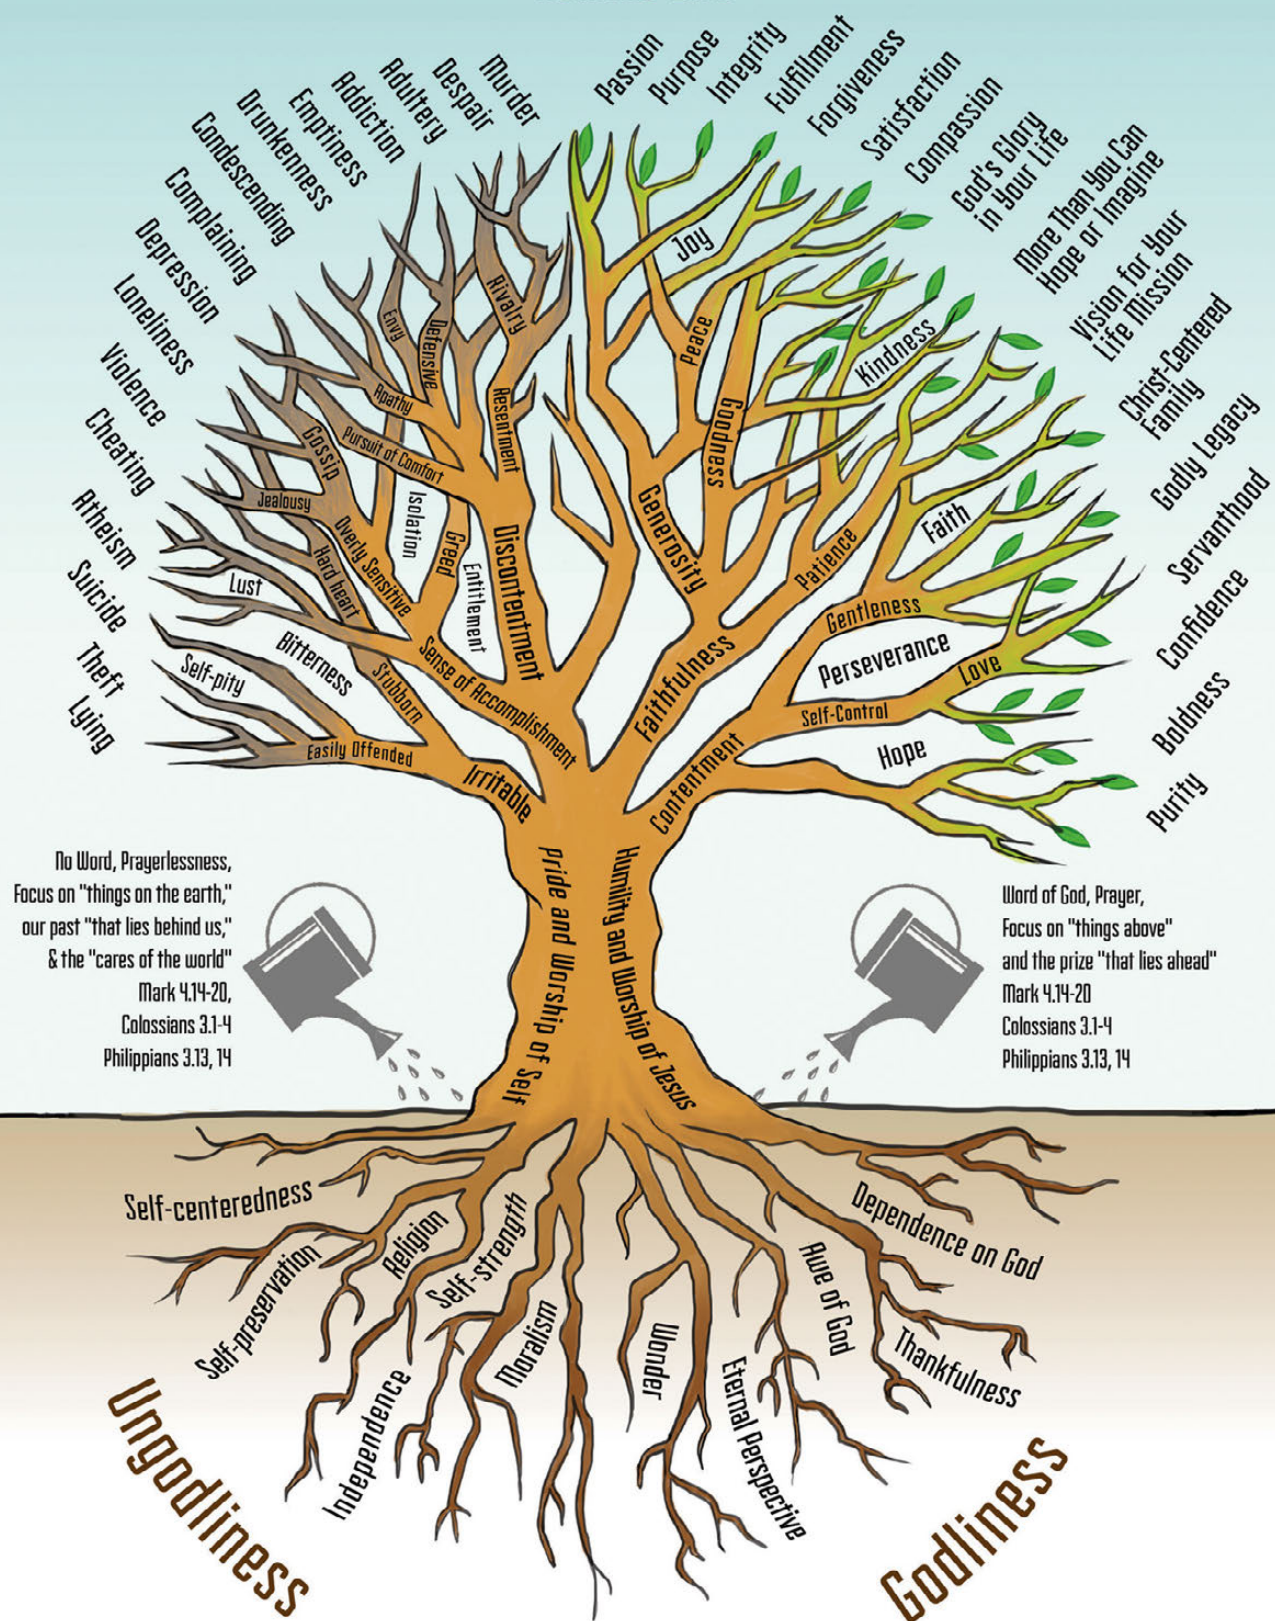 Lying
Theft
Suicide
Atheism
Cheating
Violence
Loneliness
Depression
Complaining
Condescending
Drunkenness
Emptiness
Addiction
Adultery
Despair
Murder
Passion
Purpose
Integrity
Fulfillment
Forgiveness
Satisfaction
Compassion
God's Glory
in Your Life
More Than You Can
Hope or Imagine
Vision for Your
Life Mission
Christ-Centered
Family
Godly Legacy
Servanthood
Confidence
Boldness
Purity
Envy
Defensive
Rivalry
Apathy
Resentment
Gossip
Pursuit of Comfort
Jealousy
Overly Sensitive
Isolation
Greed
Entitlement
Discontentment
Lust
Hard heart
Bitterness
Self-pity
Stubborn
Sense of Accomplishment
Easily Offended
Irritable
Joy
Peace
Kindness
Goodness
Generosity
Patience
Faith
Gentleness
Faithfulness
Perseverance
Love
Self-Control
Contentment
Hope
Pride and Worship of Self
Humility and Worship of Jesus
No Word, Prayerlessness,
Focus on "things on the earth,"
our past "that lies behind us,"
& the "cares of the world"
Mark 4.14-20,
Colossians 3.1-4
Philippians 3.13, 14
Word of God, Prayer,
Focus on "things above"
and the prize "that lies ahead"
Mark 4.14-20
Colossians 3.1-4
Philippians 3.13, 14
Self-centeredness
Self-preservation
Religion
Self-strength
Independence
Moralism
Wonder
Eternal Perspective
Awe of God
Thankfulness
Dependence on God
Ungodliness
Godliness